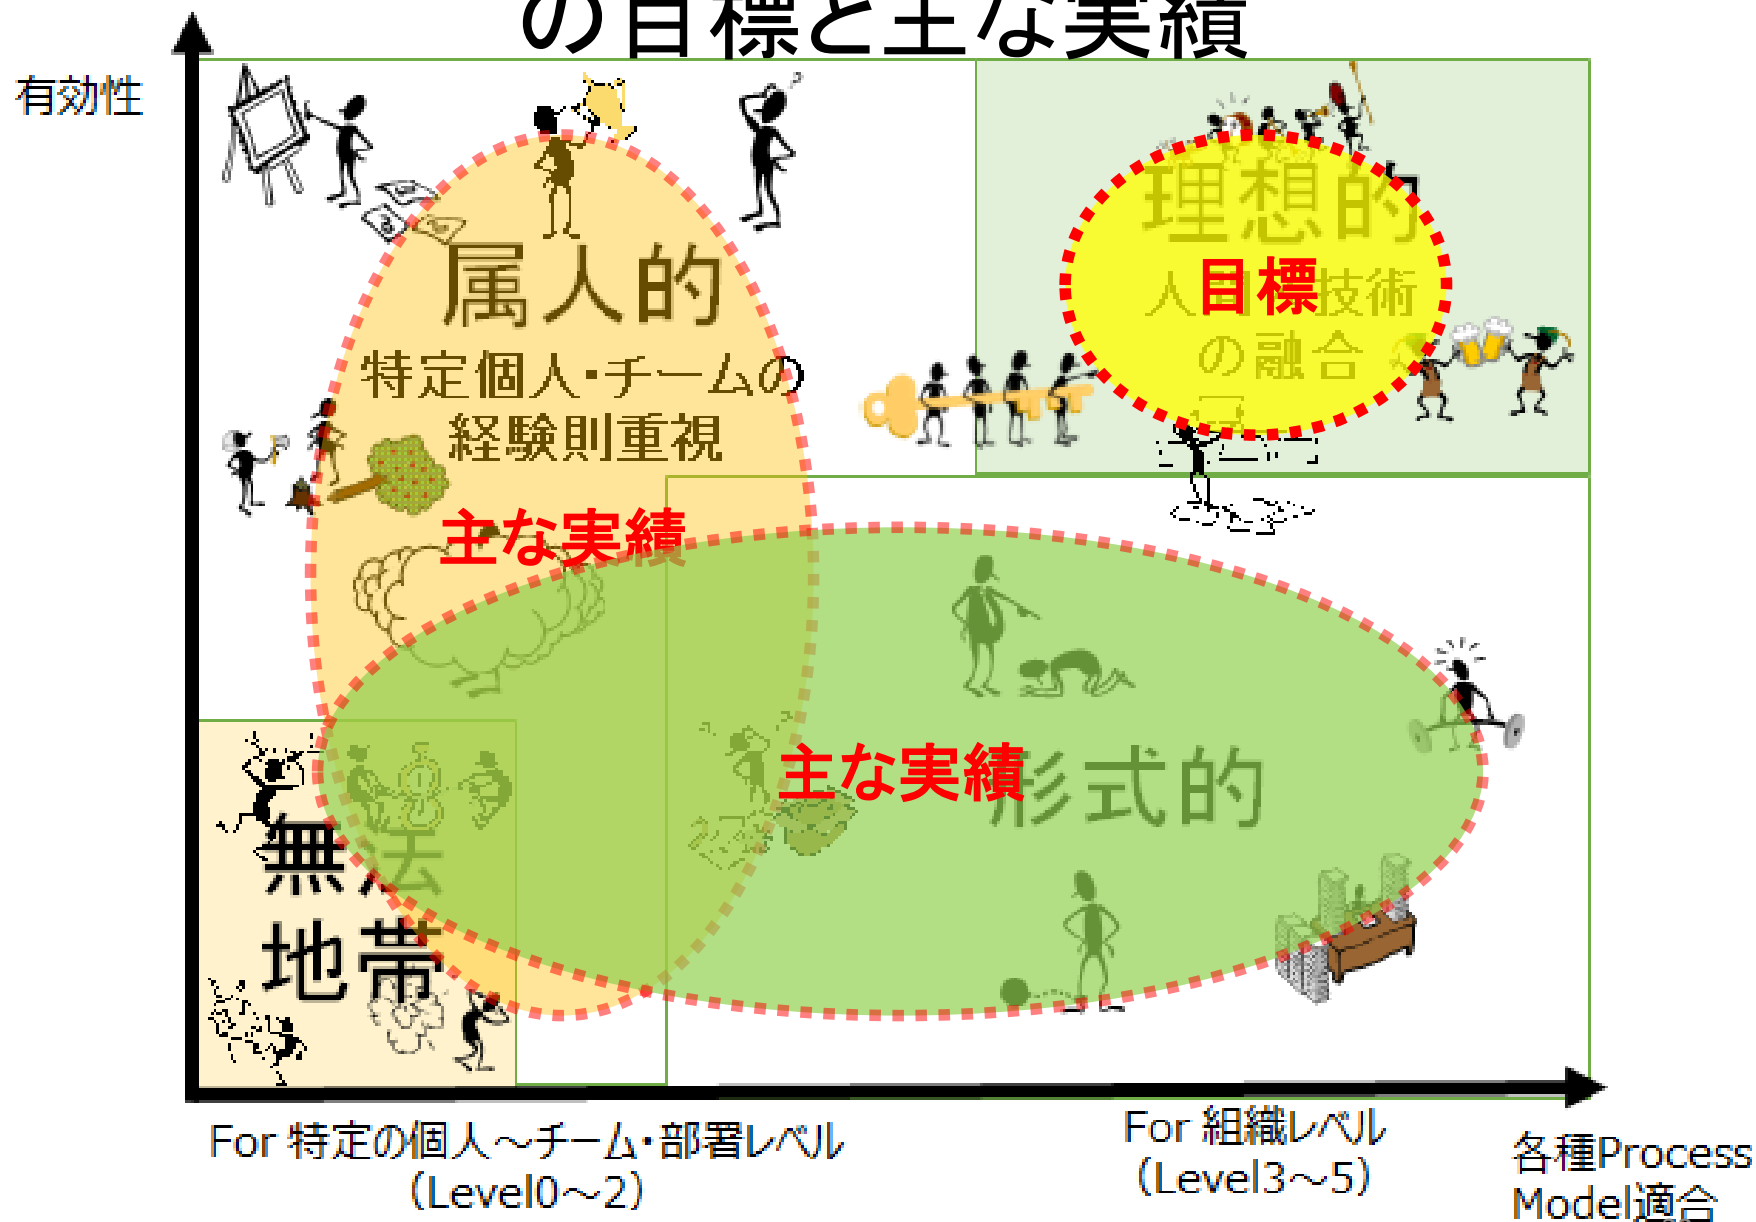 の目標と主な実績
有効性
理想的
属人的
人 技術
目標
の融合
特定個人・チームの
経験則重視
主な実績
主な実績
形式的
無法
地帯
For 特定の個人～チーム・部署レベル
（Level0～2）
For 組織レベル
（Level3～5）
各種Process
Model適合